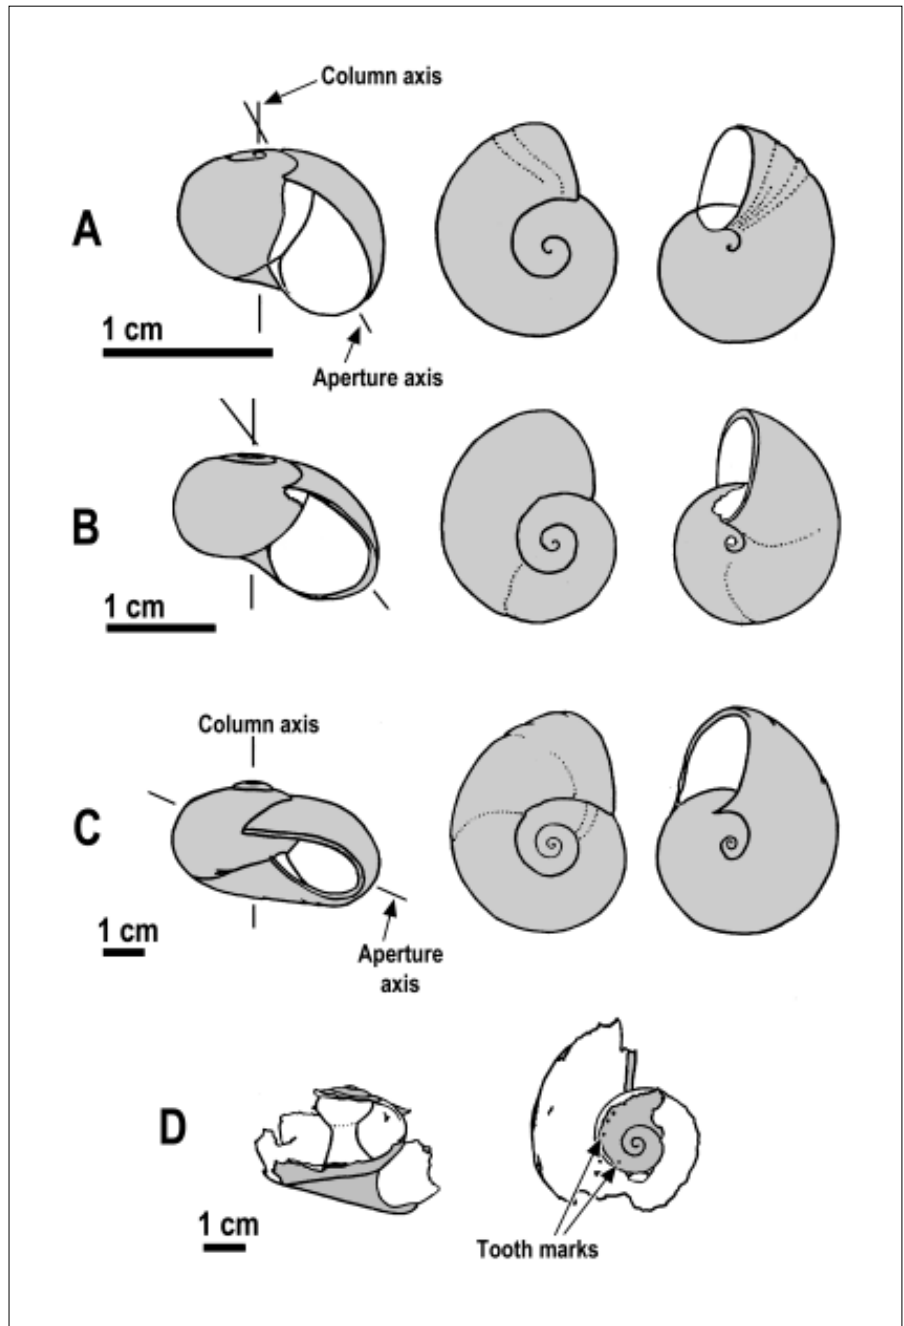 Column axis
A
1 cm
Aperture axis
B
1 cm
Column axis
C
1 cm
Aperture
axis
D
1 cm
Tooth marks